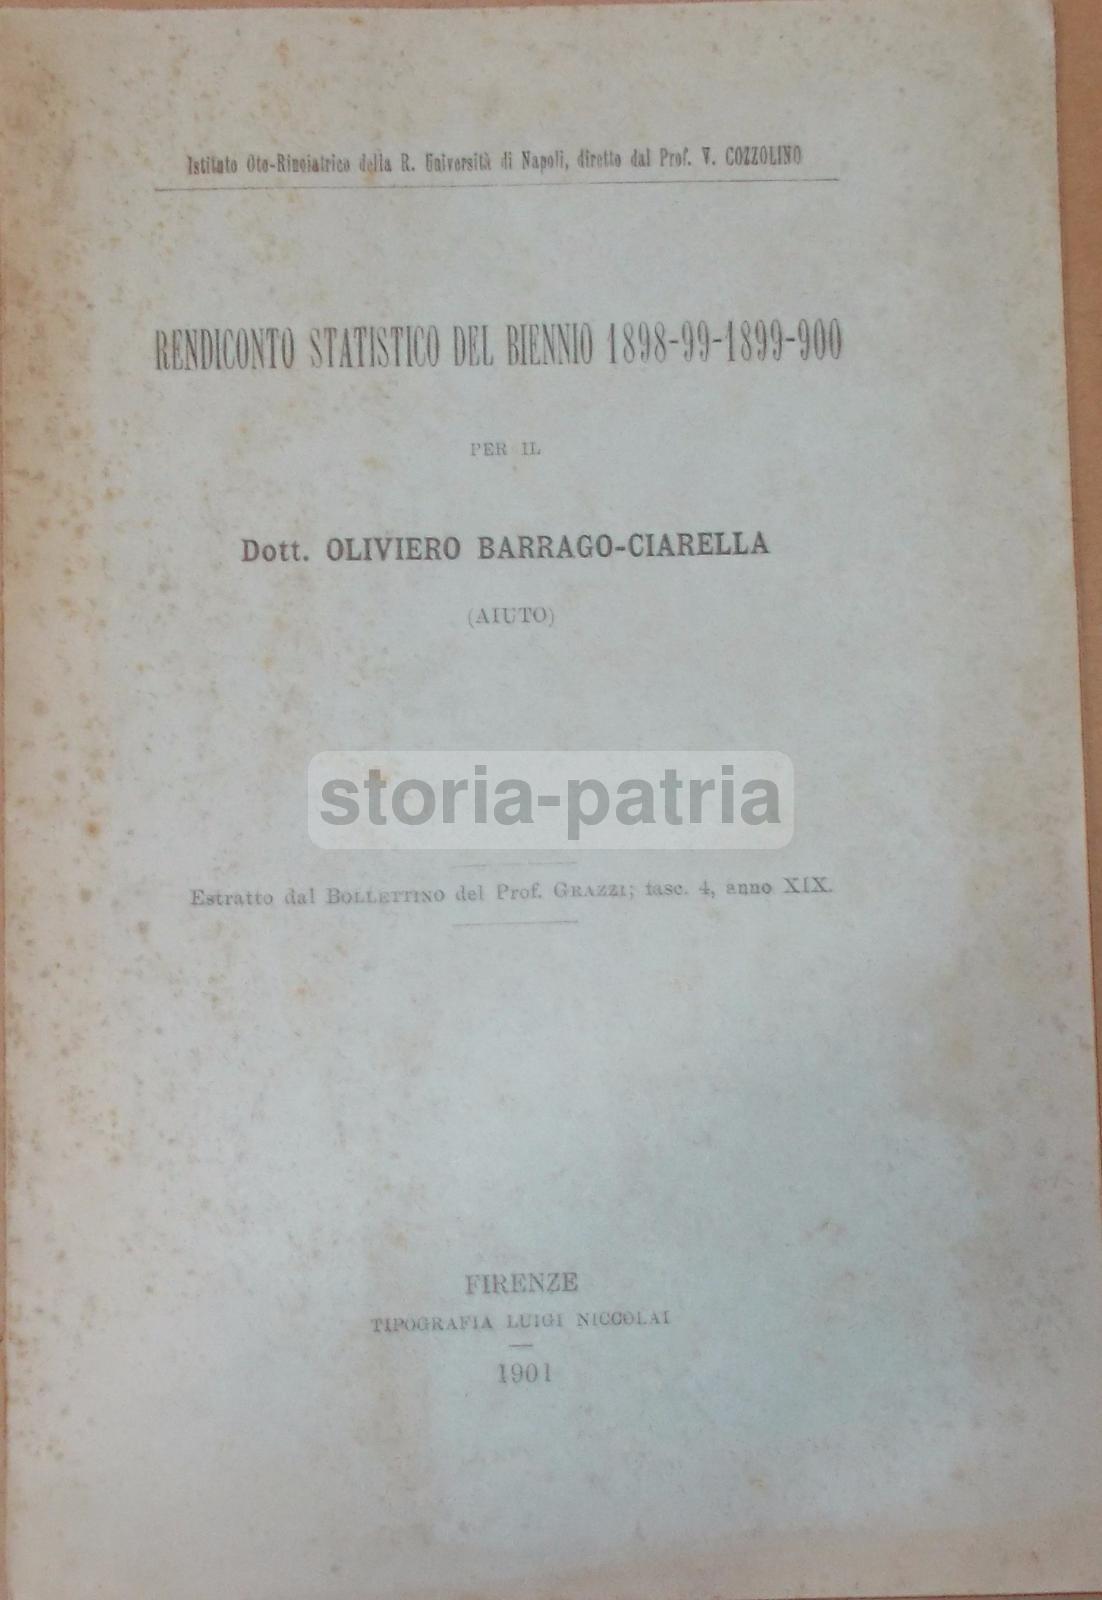 Istituto Oto-Rinoiatrico della R. Università di Napoli, diretto dal Prof. V. COZZOLINO
RENDICONTO STATISTICO DEL BIENNIO 1898-99-1899-900
PER IL
Dott. OLIVIERO BARRAGO-CIARELLA
(AIUTO)
storia-patria
Estratto dal BOLLETTINO del Prof. GRAZZI; fasc. 4, anno XIX.
FIRENZE
TIPOGRAFIA LUIGI NICCOLAI
1901